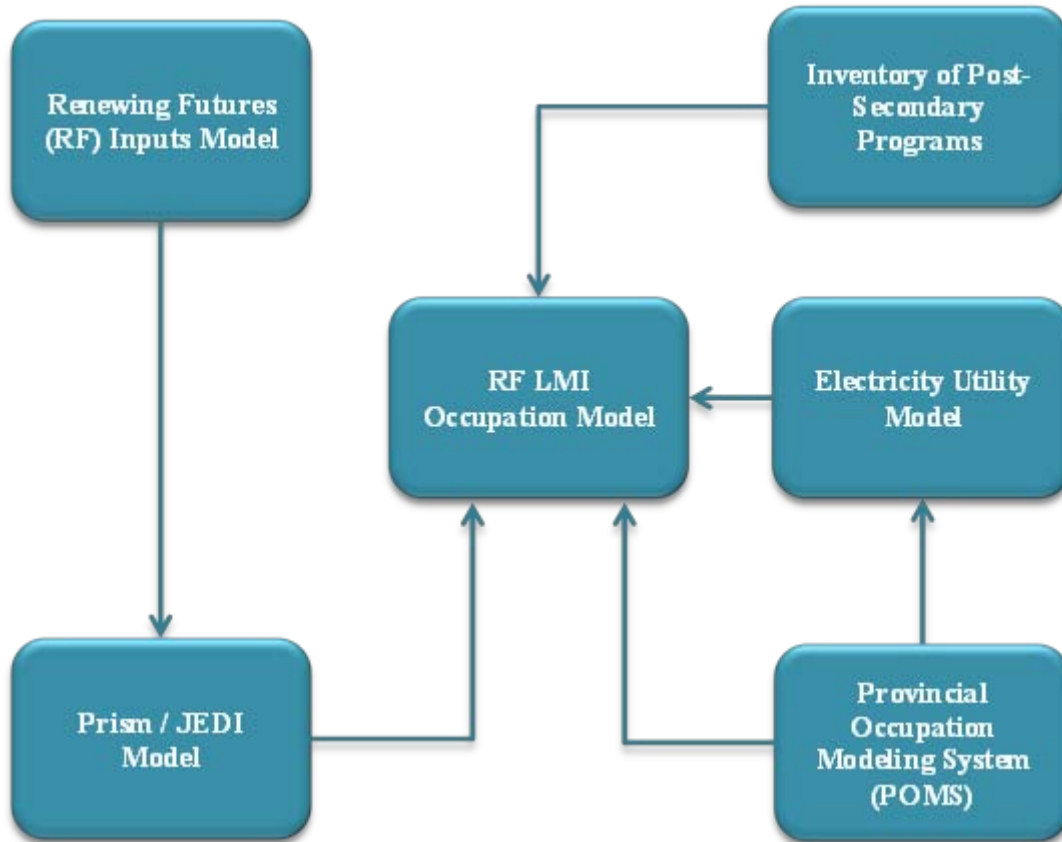 Renewing Futures
(RF) Inputs Model
Inventory of Post-
Secondary
Programs
RF LMI
Occupation Model
Electricity Utility
Model
Prism / JEDI
Model
Provincial
Occupation
Modeling System
(POMS)